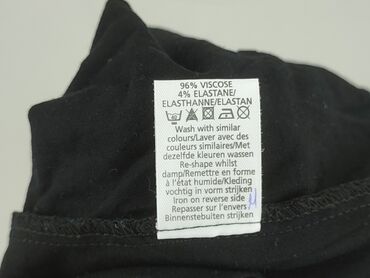 96% VISCOSE
4% ELASTANE/
ELASTHANNE/ELASTAN
Wash with similar
colours/Laver avec des
couleurs similaires/Met
dezelfde kleuren wassen
Re-shape whilst
damp/Remettre en forme
à l'état humide/Kleding
vochtig in vorm strijken
Iron on reverse side
Repasser sur l'envers
Binnenstebuiten strijken